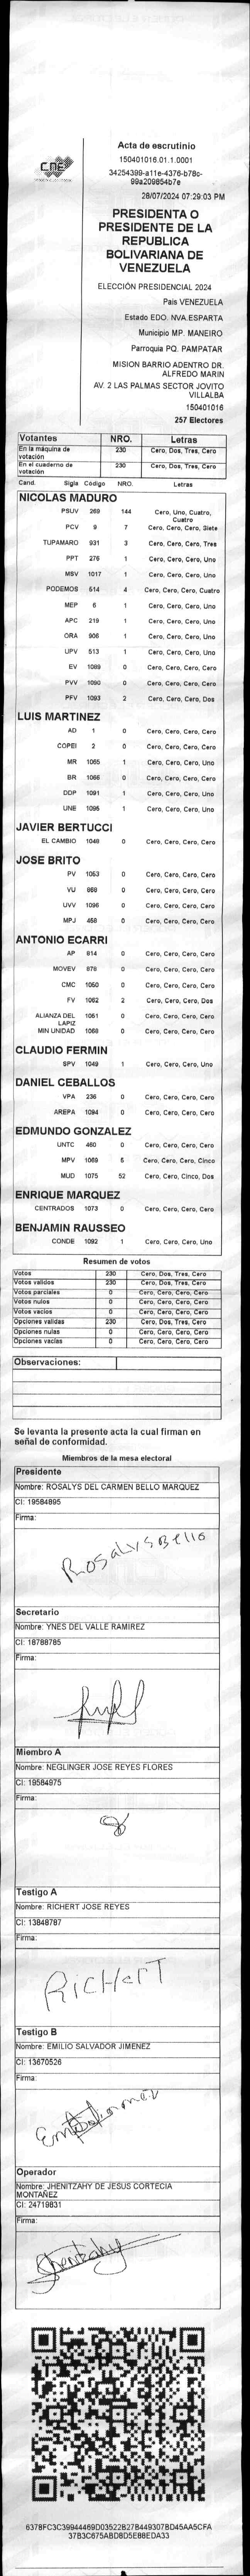 CNE
Acta de escrutinio
150401016.01.1.0001
34254399-a11e-4376-b78c-
99a209854b7e
28/07/2024 07:29:03 PM
PRESIDENTA O
PRESIDENTE DE LA
REPUBLICA
BOLIVARIANA DE
VENEZUELA
ELECCIÓN PRESIDENCIAL 2024
Pais VENEZUELA
Estado EDO. NVA.ESPARTA
Municipio MP. MANEIRO
Parroquia PQ. PAMPATAR
MISION BARRIO ADENTRO DR.
ALFREDO MARIN
AV. 2 LAS PALMAS SECTOR JOVITO
VILLALBA
150401016
257 Electores
Votantes NRO. Letras
En la máquina de votación 230 Cero, Dos, Tres, Cero
En el cuaderno de votación 230 Cero, Dos, Tres, Cero
Cand. Sigla Código NRO. Letras
NICOLAS MADURO
PSUV 269 144 Cero, Uno, Cuatro, Cuatro
PCV 9 7 Cero, Cero, Cero, Siete
TUPAMARO 931 3 Cero, Cero, Cero, Tres
PPT 276 1 Cero, Cero, Cero, Uno
MSV 1017 1 Cero, Cero, Cero, Uno
PODEMOS 514 4 Cero, Cero, Cero, Cuatro
MEP 6 1 Cero, Cero, Cero, Uno
APC 219 1 Cero, Cero, Cero, Uno
ORA 906 1 Cero, Cero, Cero, Uno
UPV 513 1 Cero, Cero, Cero, Uno
EV 1089 0 Cero, Cero, Cero, Cero
PVV 1090 0 Cero, Cero, Cero, Cero
PFV 1093 2 Cero, Cero, Cero, Dos
LUIS MARTINEZ
AD 1 0 Cero, Cero, Cero, Cero
COPEI 2 0 Cero, Cero, Cero, Cero
MR 1065 1 Cero, Cero, Cero, Uno
BR 1066 0 Cero, Cero, Cero, Cero
DDP 1091 1 Cero, Cero, Cero, Uno
UNE 1095 1 Cero, Cero, Cero, Uno
JAVIER BERTUCCI
EL CAMBIO 1048 0 Cero, Cero, Cero, Cero
JOSE BRITO
PV 1053 0 Cero, Cero, Cero, Cero
VU 868 0 Cero, Cero, Cero, Cero
UVV 1096 0 Cero, Cero, Cero, Cero
MPJ 458 0 Cero, Cero, Cero, Cero
ANTONIO ECARRI
AP 814 0 Cero, Cero, Cero, Cero
MOVEV 878 0 Cero, Cero, Cero, Cero
CMC 1050 0 Cero, Cero, Cero, Cero
FV 1062 2 Cero, Cero, Cero, Dos
ALIANZA DEL LAPIZ 1051 0 Cero, Cero, Cero, Cero
MIN UNIDAD 1068 0 Cero, Cero, Cero, Cero
CLAUDIO FERMIN
SPV 1049 1 Cero, Cero, Cero, Uno
DANIEL CEBALLOS
VPA 236 0 Cero, Cero, Cero, Cero
AREPA 1094 0 Cero, Cero, Cero, Cero
EDMUNDO GONZALEZ
UNTC 460 0 Cero, Cero, Cero, Cero
MPV 1069 5 Cero, Cero, Cero, Cinco
MUD 1075 52 Cero, Cero, Cinco, Dos
ENRIQUE MARQUEZ
CENTRADOS 1073 0 Cero, Cero, Cero, Cero
BENJAMIN RAUSSEO
CONDE 1092 1 Cero, Cero, Cero, Uno
Resumen de votos
Votos 230 Cero, Dos, Tres, Cero
Votos validos 230 Cero, Dos, Tres, Cero
Votos parciales 0 Cero, Cero, Cero, Cero
Votos nulos 0 Cero, Cero, Cero, Cero
Votos vacios 0 Cero, Cero, Cero, Cero
Opciones validas 230 Cero, Dos, Tres, Cero
Opciones nulas 0 Cero, Cero, Cero, Cero
Opciones vacias 0 Cero, Cero, Cero, Cero
Observaciones:
Se levanta la presente acta la cual firman en
señal de conformidad.
Miembros de la mesa electoral
Presidente
Nombre: ROSALYS DEL CARMEN BELLO MARQUEZ
CI: 19584895
Firma:
Rosalys Bello
Secretario
Nombre: YNES DEL VALLE RAMIREZ
CI: 18788785
Firma:
Miembro A
Nombre: NEGLINGER JOSE REYES FLORES
CI: 19584975
Firma:
Testigo A
Nombre: RICHERT JOSE REYES
CI: 13848787
Firma:
RICHerT
Testigo B
Nombre: EMILIO SALVADOR JIMENEZ
CI: 13670526
Firma:
Operador
Nombre: JHENITZAHY DE JESUS CORTECIA
MONTAÑEZ
CI: 24719831
Firma:
Jhenitzahy
6378FC3C39944469D03522B27B449307BD45AA5CFA
37B3C675ABD8D5E88EDA33